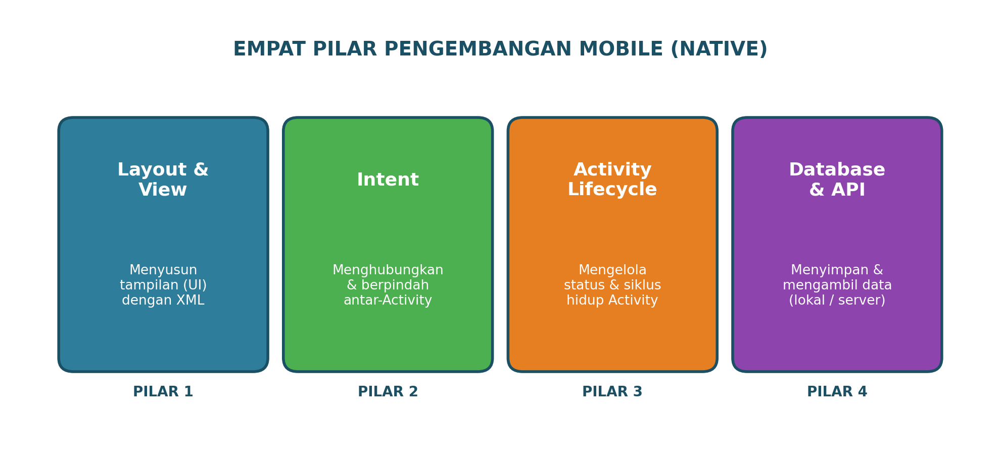 EMPAT PILAR PENGEMBANGAN MOBILE (NATIVE)
Layout &
View
Menyusun
tampilan (UI)
dengan XML
PILAR 1
Intent
Menghubungkan
& berpindah
antar-Activity
PILAR 2
Activity
Lifecycle
Mengelola
status & siklus
hidup Activity
PILAR 3
Database
& API
Menyimpan &
mengambil data
(lokal / server)
PILAR 4